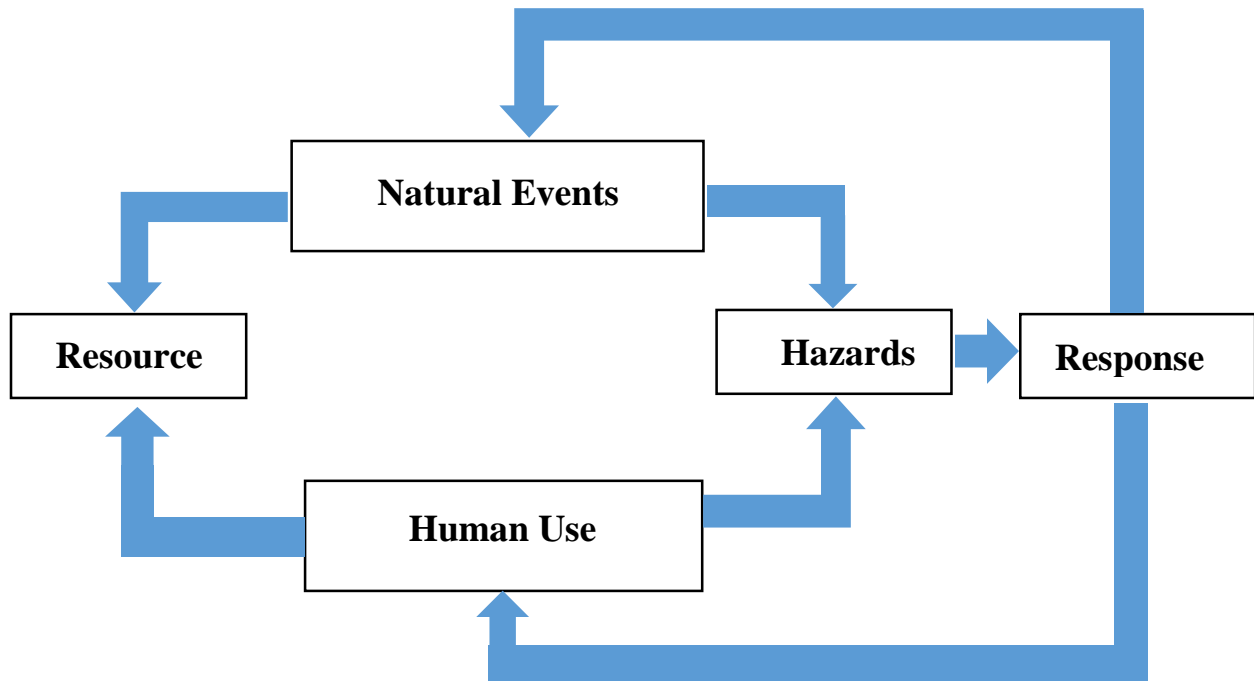 Natural Events
Resource
Hazards
Response
Human Use